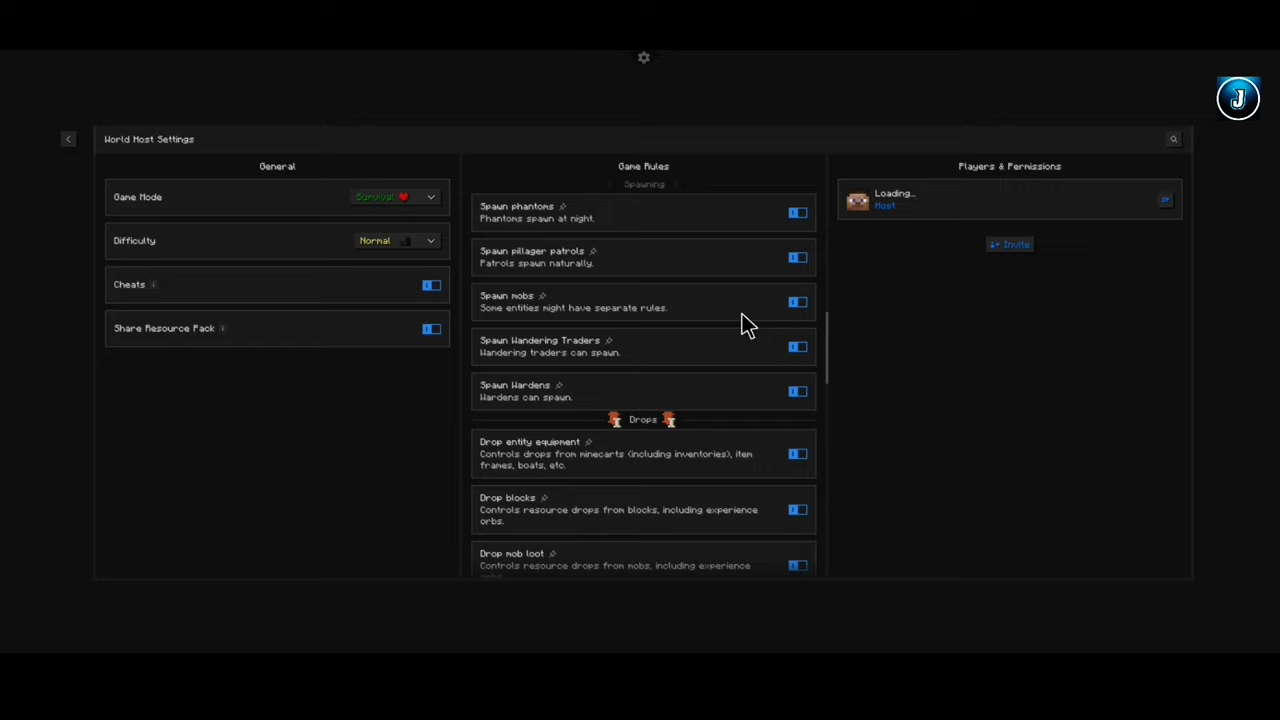 World Host Settings
General
Game Mode
Survival
Difficulty
Normal
Cheats
Share Resource Pack
Game Rules
Spawning
Spawn phantoms
Phantoms spawn at night.
Spawn pillager patrols
Patrols spawn naturally.
Spawn mobs
Some entities might have separate rules.
Spawn Wandering Traders
Wandering traders can spawn.
Spawn Wardens
Wardens can spawn.
Drops
Drop entity equipment
Controls drops from minecarts (including inventories), item
frames, boats, etc.
Drop blocks
Controls resource drops from blocks, including experience
orbs.
Drop mob loot
Controls resource drops from mobs, including experience
orbs.
Players & Permissions
Loading...
Host
OP
Invite
J